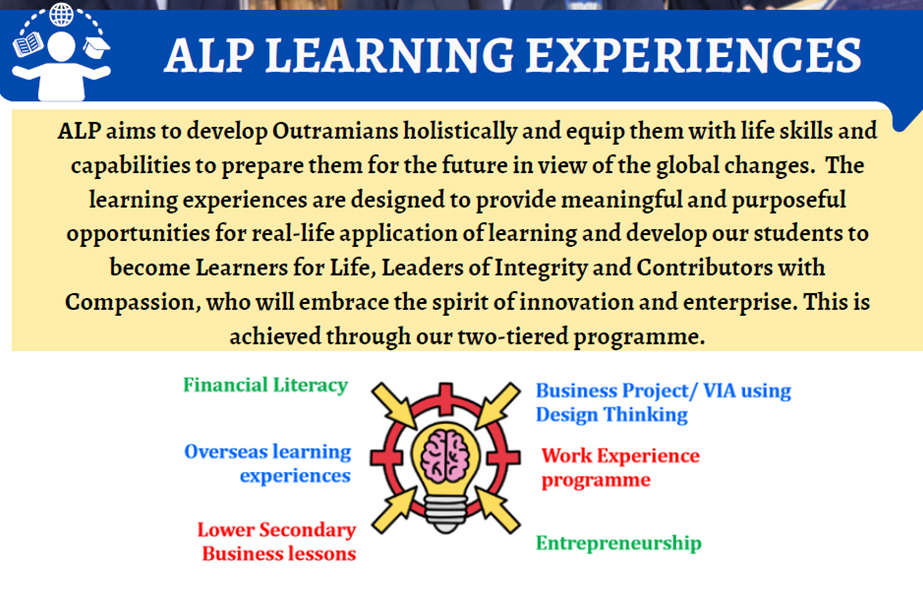 ALP LEARNING EXPERIENCES
ALP aims to develop Outramians holistically and equip them with life skills and
capabilities to prepare them for the future in view of the global changes. The
learning experiences are designed to provide meaningful and purposeful
opportunities for real-life application of learning and develop our students to
become Learners for Life, Leaders of Integrity and Contributors with
Compassion, who will embrace the spirit of innovation and enterprise. This is
achieved through our two-tiered programme.
Financial Literacy
Overseas learning
experiences
Lower Secondary
Business lessons
Business Project/ VIA using
Design Thinking
Work Experience
programme
Entrepreneurship